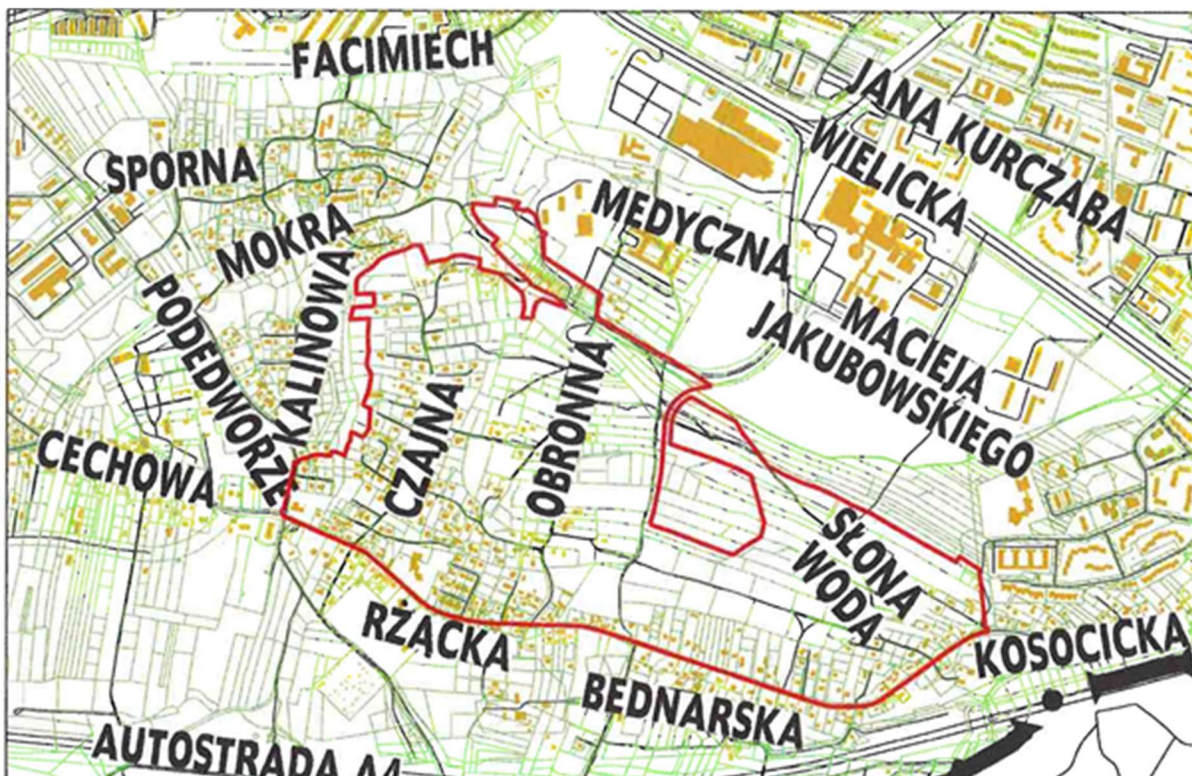 FACIMIECH
JANA KURCZABA
WIELICKA
SPORNA
MEDYCZNA
MOKRA
KALINOWA
PODEDWORZE
MACIEJA
JAKUBOWSKIEGO
CZAJNA
OBRONNA
CECHOWA
SŁONA
WODA
RŻĄCKA
KOSOCICKA
BEDNARSKA
AUTOSTRADA A4